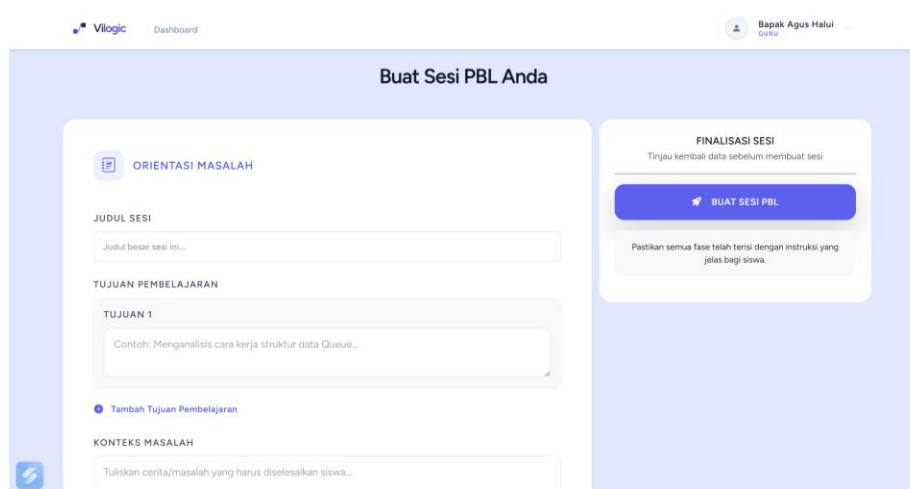 Vilogic
Dashboard
Bapak Agus Halui
GURU
Buat Sesi PBL Anda
ORIENTASI MASALAH
JUDUL SESI
Judul besar sesi ini...
TUJUAN PEMBELAJARAN
TUJUAN 1
Contoh: Menganalisis cara kerja struktur data Queue...
Tambah Tujuan Pembelajaran
KONTEKS MASALAH
Tuliskan cerita/masalah yang harus diselesaikan siswa...
FINALISASI SESI
Tinjau kembali data sebelum membuat sesi
BUAT SESI PBL
Pastikan semua fase telah terisi dengan instruksi yang
jelas bagi siswa.